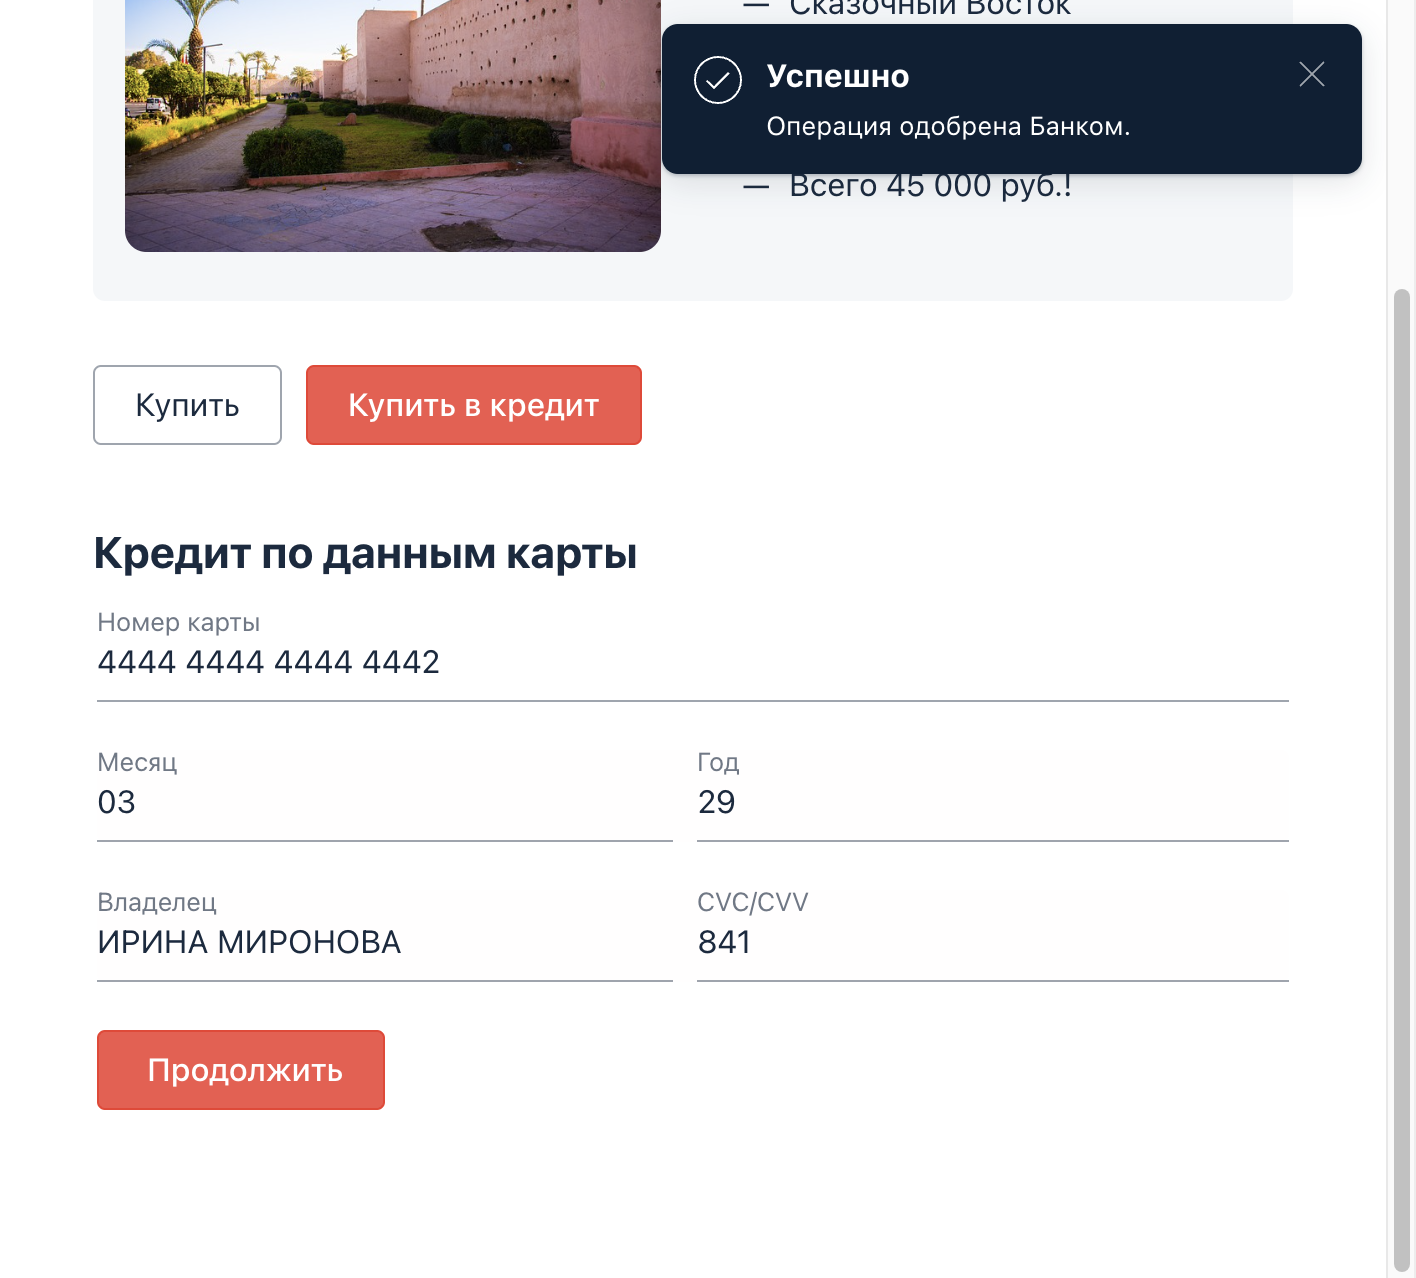 — Сказочный Восток
Успешно
Операция одобрена Банком.
— Всего 45 000 руб.!
Купить
Купить в кредит
Кредит по данным карты
Номер карты
4444 4444 4444 4442
Месяц
Год
03
29
Владелец
CVC/CVV
ИРИНА МИРОНОВА
841
Продолжить